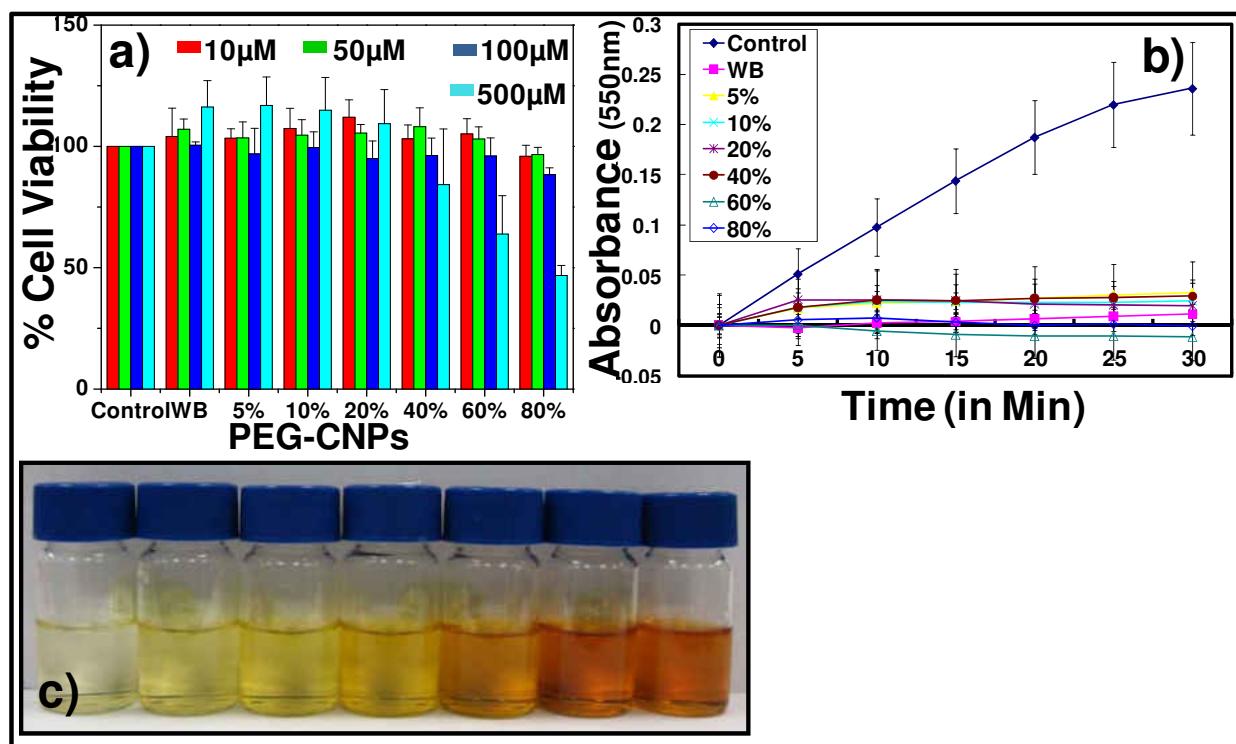 a)
10μM
50μM
100μM
500μM
% Cell Viability
150
100
50
0
ControlWB 5% 10% 20% 40% 60% 80%
PEG-CNPs
b)
Control
WB
5%
10%
20%
40%
60%
80%
Absorbance (550nm)
0.3
0.25
0.2
0.15
0.1
0.05
0
-0.05
0 5 10 15 20 25 30
Time (in Min)
c)